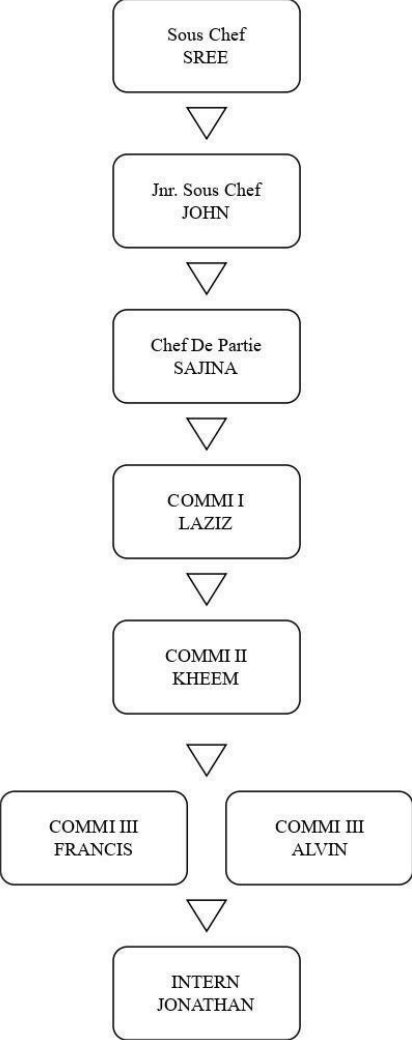 Sous Chef
SREE
Jnr. Sous Chef
JOHN
Chef De Partie
SAJINA
COMMI I
LAZIZ
COMMI II
KHEEM
COMMI III
FRANCIS
COMMI III
ALVIN
INTERN
JONATHAN